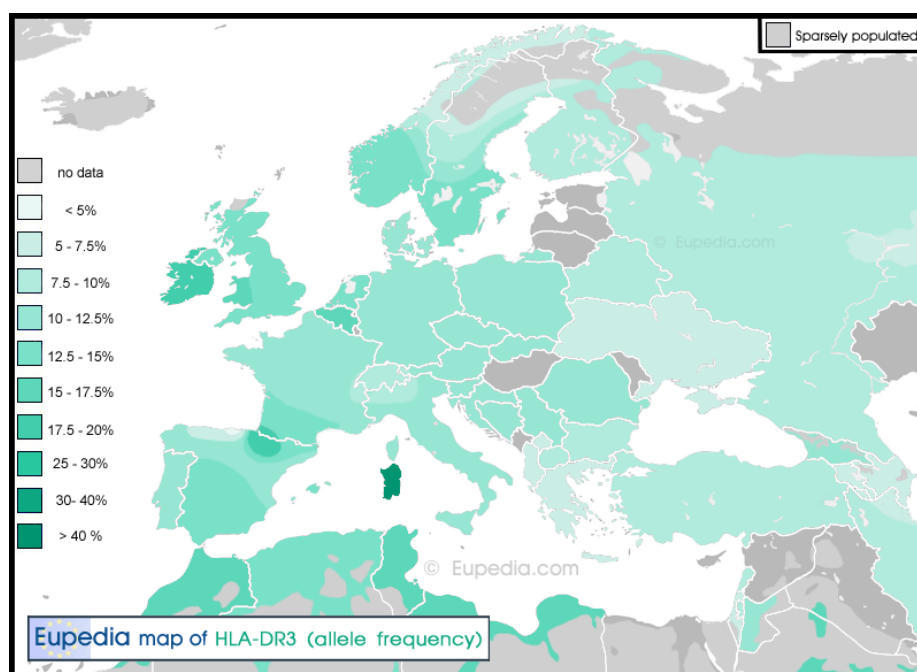 Sparsely populated
no data
< 5%
5 - 7.5%
7.5 - 10%
10 - 12.5%
12.5 - 15%
15 - 17.5%
17.5 - 20%
25 - 30%
30- 40%
> 40 %
© Eupedia.com
© Eupedia.com
Eupedia map of HLA-DR3 (allele frequency)